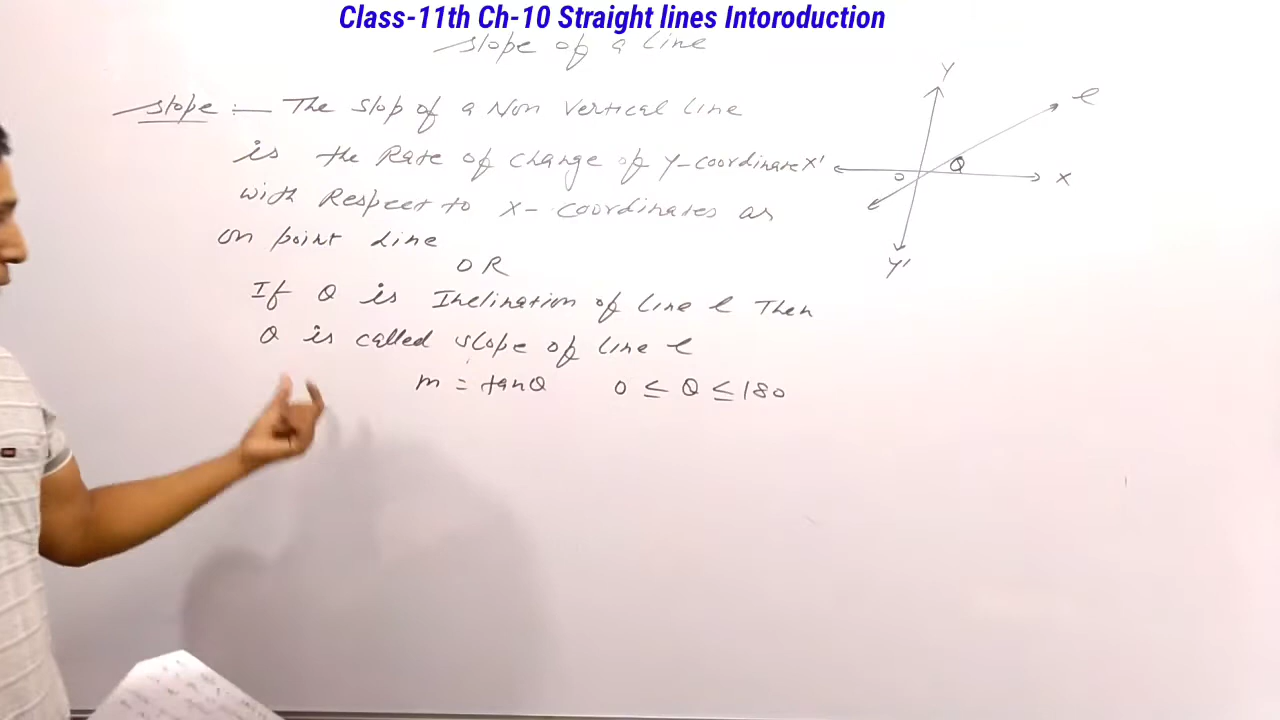 Class-11th Ch-10 Straight lines Intoroduction
Slope of a Line
Slope :— The Slop of a Non Vertical Line
is the Rate of change of Y-coordinate
with Respect to X- coordinates as
on point Line
OR
If θ is Inclination of line l Then
θ is called slope of line l
m = tanθ 0 ≤ θ ≤ 180
Y
l
X'
θ
O
X
Y'